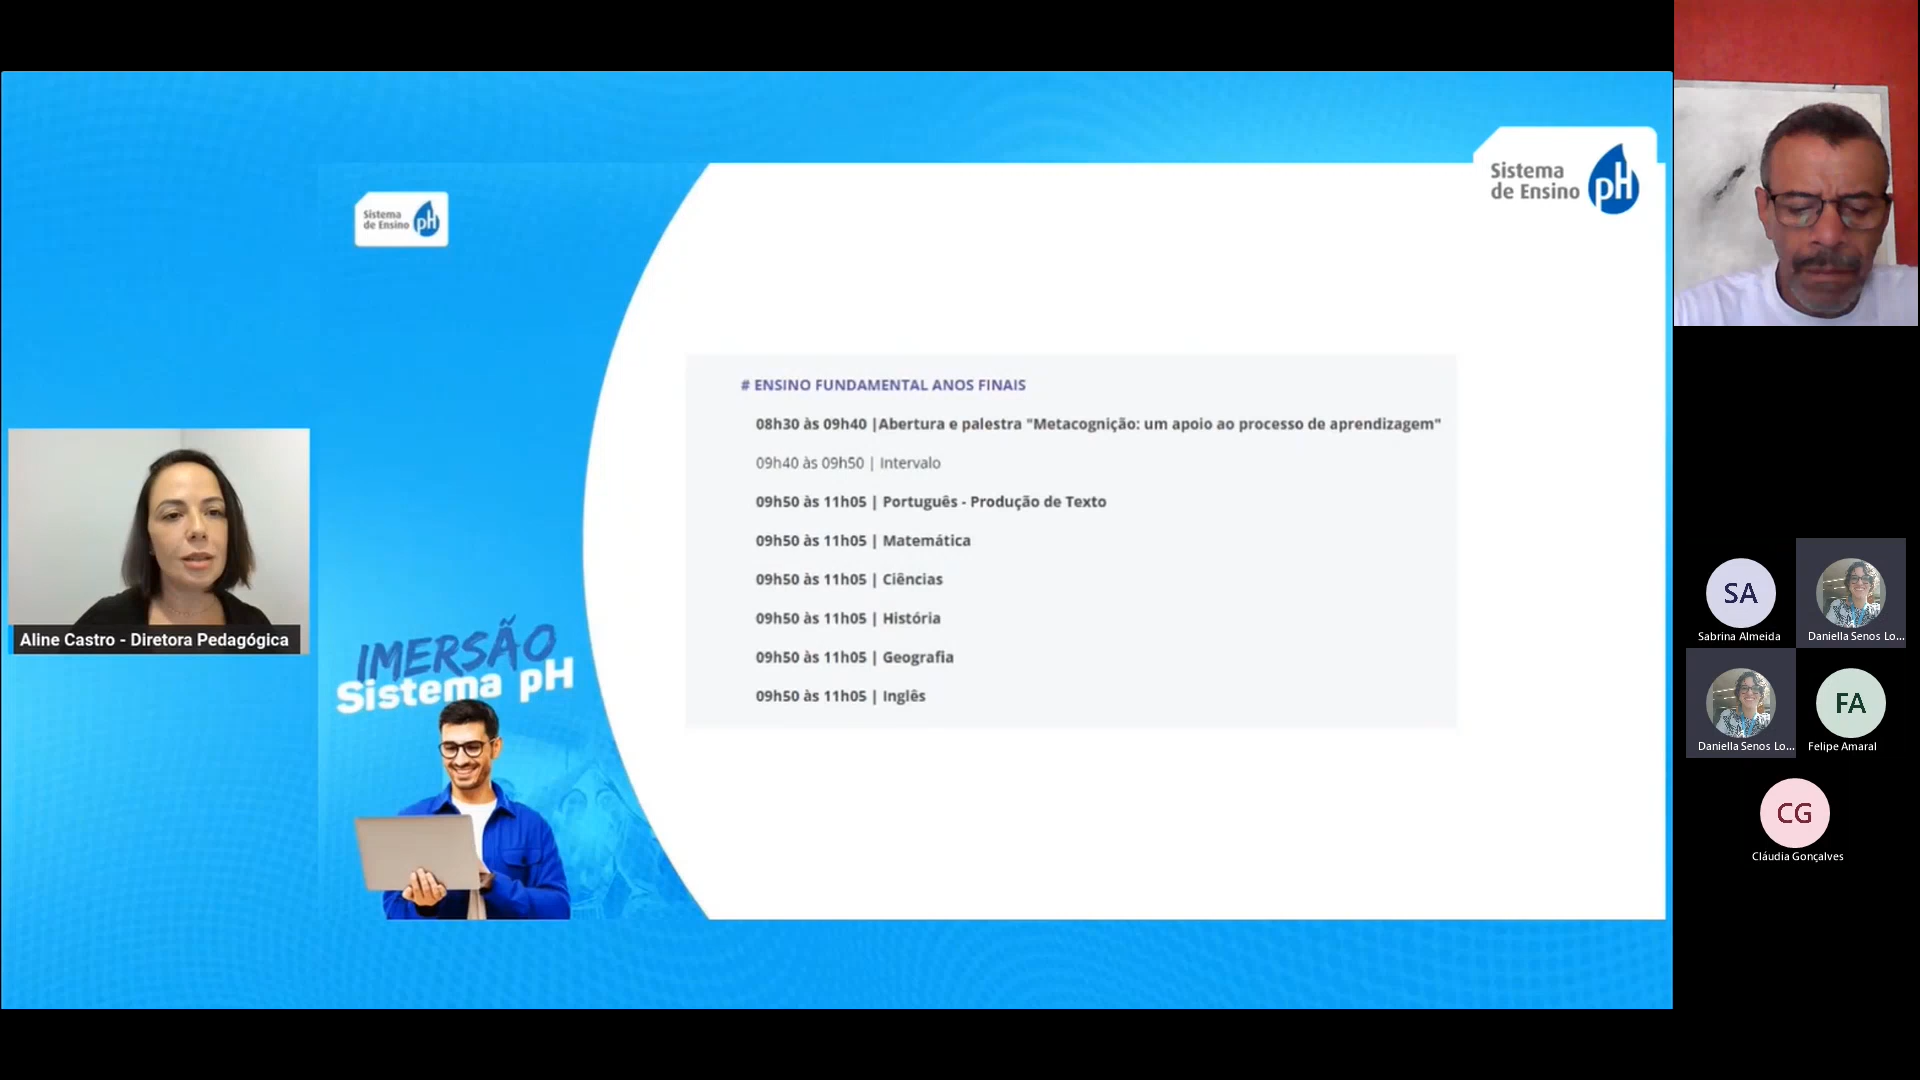 Sistema
de Ensino pH
Sistema
de Ensino pH
# ENSINO FUNDAMENTAL ANOS FINAIS
08h30 às 09h40 |Abertura e palestra "Metacognição: um apoio ao processo de aprendizagem"
09h40 às 09h50 | Intervalo
09h50 às 11h05 | Português - Produção de Texto
09h50 às 11h05 | Matemática
09h50 às 11h05 | Ciências
09h50 às 11h05 | História
09h50 às 11h05 | Geografia
09h50 às 11h05 | Inglês
Aline Castro - Diretora Pedagógica
IMERSÃO
Sistema pH
SA
Sabrina Almeida
Daniella Senos Lo...
Daniella Senos Lo...
FA
Felipe Amaral
CG
Cláudia Gonçalves